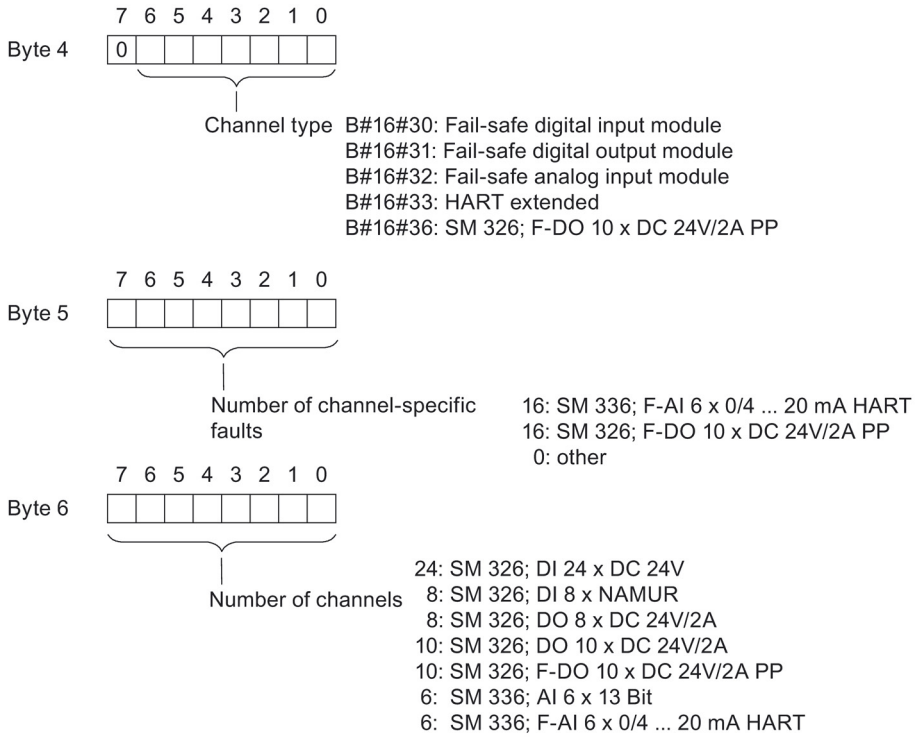 7 6 5 4 3 2 1 0
Byte 4 0
Channel type B#16#30: Fail-safe digital input module
B#16#31: Fail-safe digital output module
B#16#32: Fail-safe analog input module
B#16#33: HART extended
B#16#36: SM 326; F-DO 10 x DC 24V/2A PP
7 6 5 4 3 2 1 0
Byte 5
Number of channel-specific 16: SM 336; F-AI 6 x 0/4 ... 20 mA HART
faults 16: SM 326; F-DO 10 x DC 24V/2A PP
0: other
7 6 5 4 3 2 1 0
Byte 6
24: SM 326; DI 24 x DC 24V
Number of channels 8: SM 326; DI 8 x NAMUR
8: SM 326; DO 8 x DC 24V/2A
10: SM 326; DO 10 x DC 24V/2A
10: SM 326; F-DO 10 x DC 24V/2A PP
6: SM 336; AI 6 x 13 Bit
6: SM 336; F-AI 6 x 0/4 ... 20 mA HART